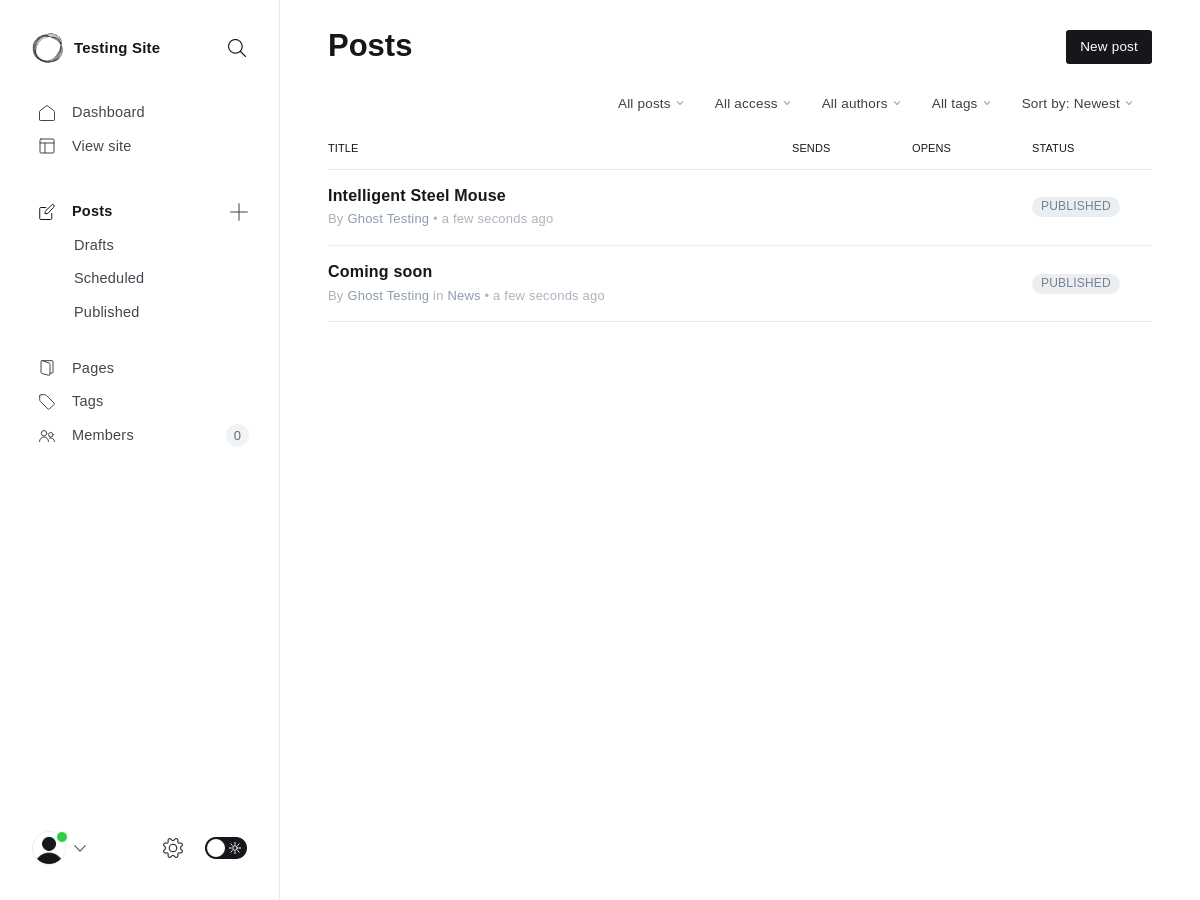 Testing Site
Dashboard
View site
Posts
Drafts
Scheduled
Published
Pages
Tags
Members 0
Posts
New post
All posts All access All authors All tags Sort by: Newest
TITLE SENDS OPENS STATUS
Intelligent Steel Mouse
By Ghost Testing • a few seconds ago
PUBLISHED
Coming soon
By Ghost Testing in News • a few seconds ago
PUBLISHED